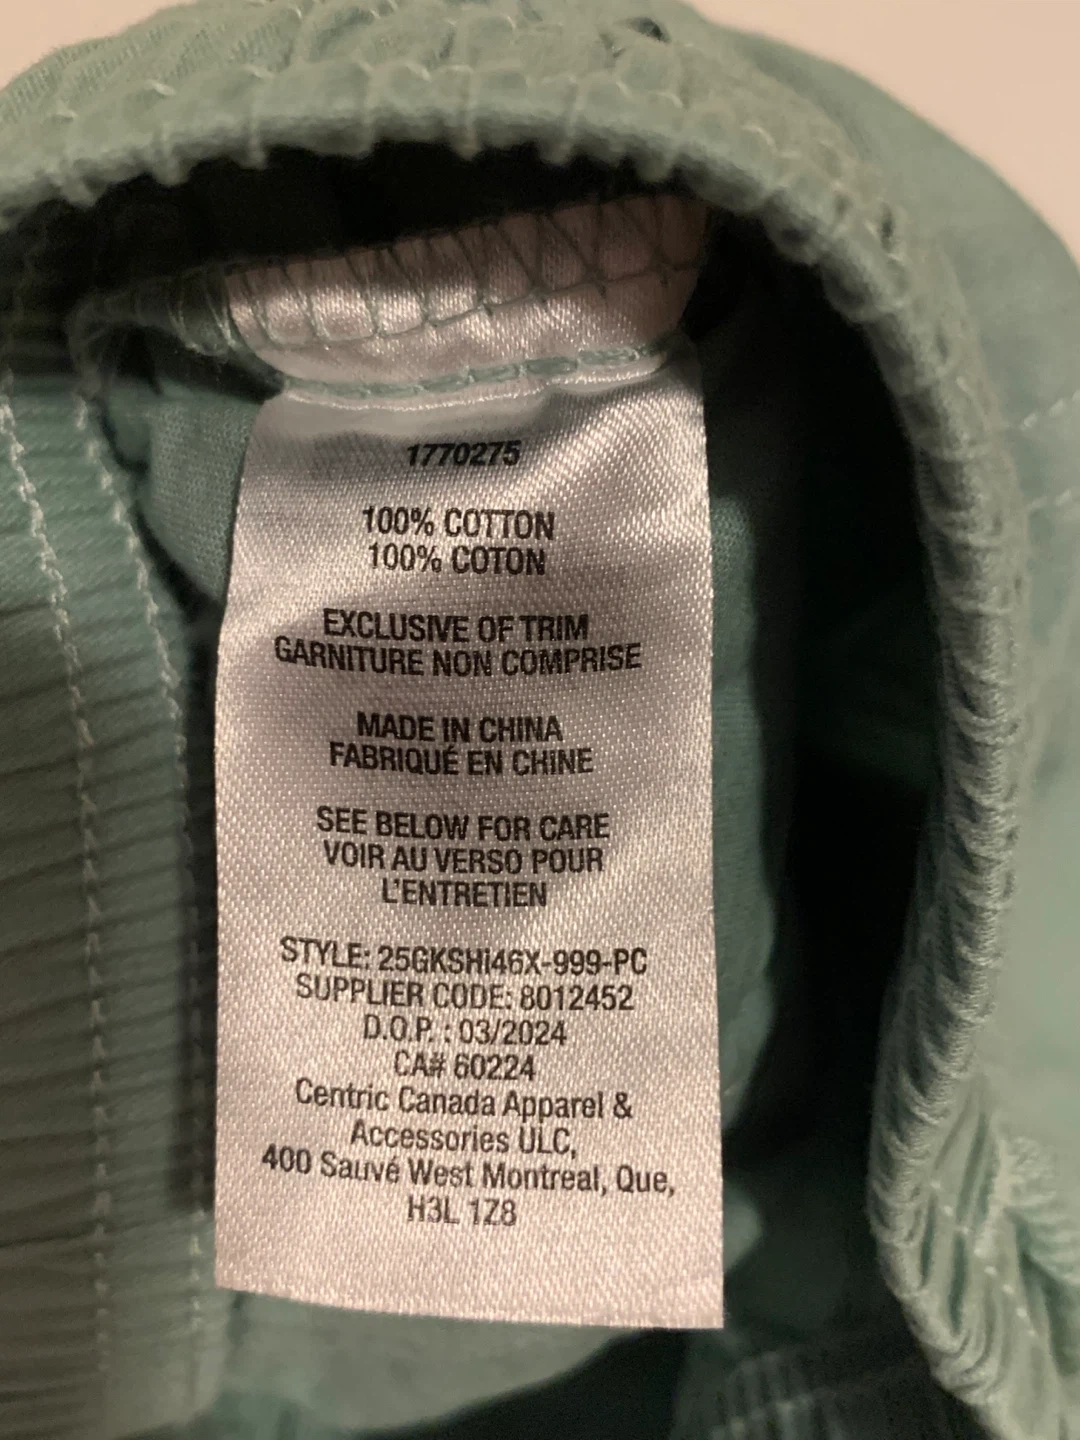 1770275
100% COTTON
100% COTON
EXCLUSIVE OF TRIM
GARNITURE NON COMPRISE
MADE IN CHINA
FABRIQUÉ EN CHINE
SEE BELOW FOR CARE
VOIR AU VERSO POUR
L'ENTRETIEN
STYLE: 25GKSHi46X-999-PC
SUPPLIER CODE: 8012452
D.O.P. : 03/2024
CA# 60224
Centric Canada Apparel &
Accessories ULC,
400 Sauvé West Montreal, Que,
H3L 1Z8